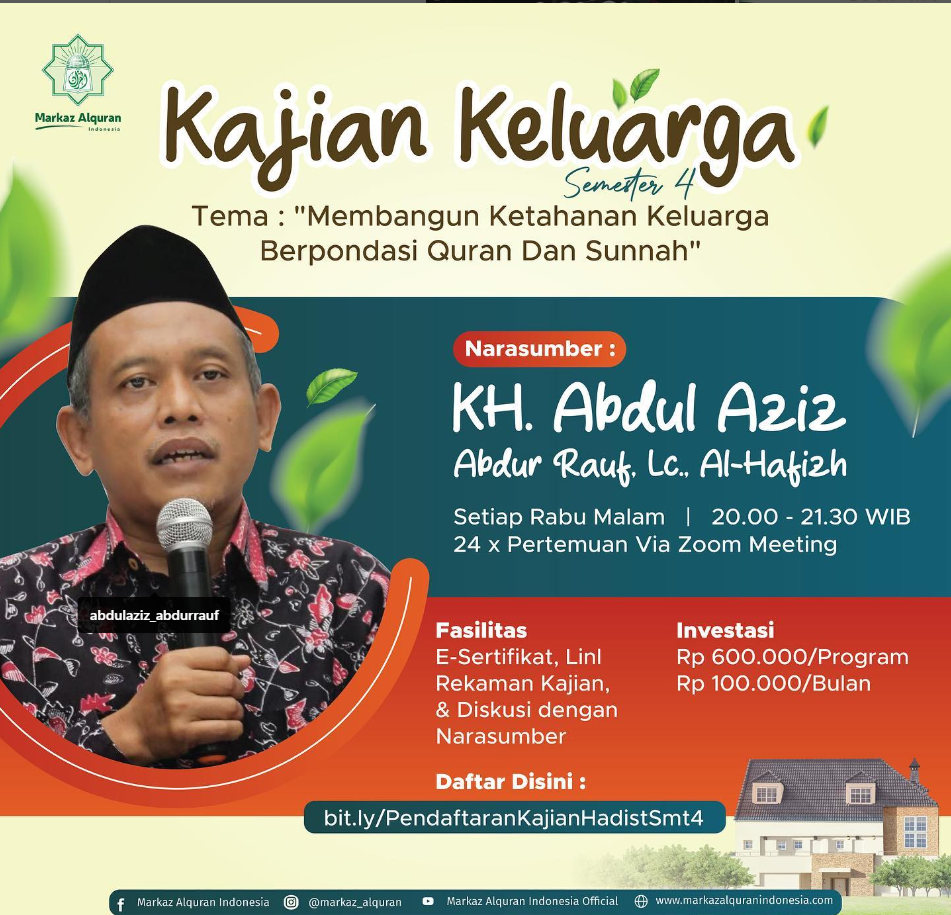 Markaz Alquran
Indonesia
Kajian Keluarga
Semester 4
Tema : "Membangun Ketahanan Keluarga
Berpondasi Quran Dan Sunnah"
Narasumber :
KH. Abdul Aziz
Abdur Rauf, Lc., Al-Hafizh
Setiap Rabu Malam | 20.00 - 21.30 WIB
24 x Pertemuan Via Zoom Meeting
abdulaziz_abdurrauf
Fasilitas
E-Sertifikat, Linl
Rekaman Kajian,
& Diskusi dengan
Narasumber
Investasi
Rp 600.000/Program
Rp 100.000/Bulan
Daftar Disini :
bit.ly/PendaftaranKajianHadistSmt4
Markaz Alquran Indonesia @markaz_alquran Markaz Alquran Indonesia Official www.markazalquranindonesia.com